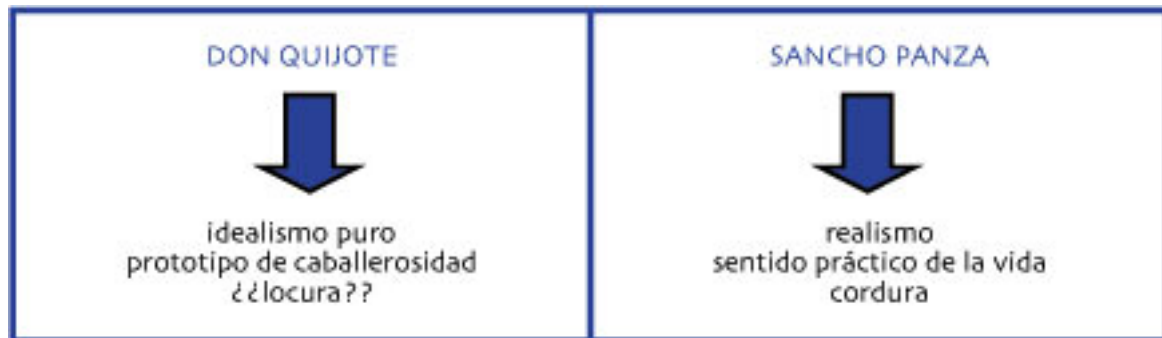 DON QUIJOTE
idealismo puro
prototipo de caballerosidad
¿¿locura??
SANCHO PANZA
realismo
sentido práctico de la vida
cordura